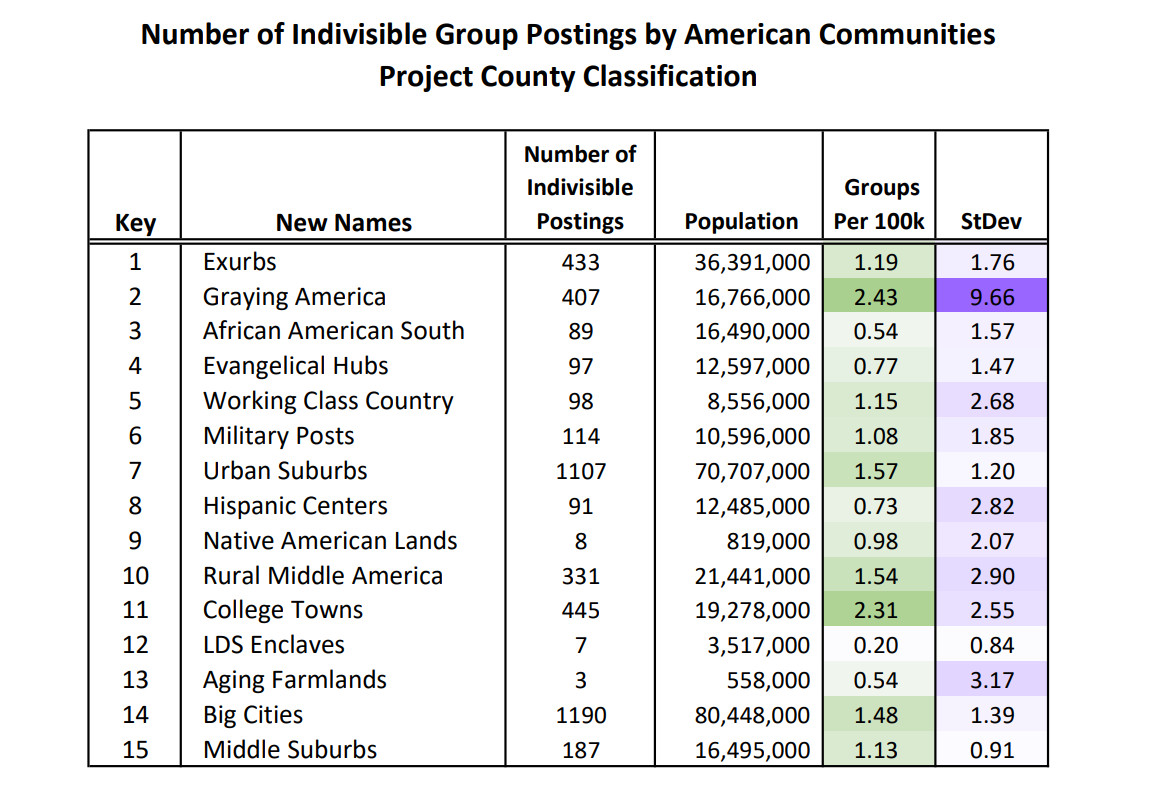 Number of Indivisible Group Postings by American Communities
Project County Classification
Key New Names Number of Indivisible Postings Population Groups Per 100k StDev
1 Exurbs 433 36,391,000 1.19 1.76
2 Graying America 407 16,766,000 2.43 9.66
3 African American South 89 16,490,000 0.54 1.57
4 Evangelical Hubs 97 12,597,000 0.77 1.47
5 Working Class Country 98 8,556,000 1.15 2.68
6 Military Posts 114 10,596,000 1.08 1.85
7 Urban Suburbs 1107 70,707,000 1.57 1.20
8 Hispanic Centers 91 12,485,000 0.73 2.82
9 Native American Lands 8 819,000 0.98 2.07
10 Rural Middle America 331 21,441,000 1.54 2.90
11 College Towns 445 19,278,000 2.31 2.55
12 LDS Enclaves 7 3,517,000 0.20 0.84
13 Aging Farmlands 3 558,000 0.54 3.17
14 Big Cities 1190 80,448,000 1.48 1.39
15 Middle Suburbs 187 16,495,000 1.13 0.91